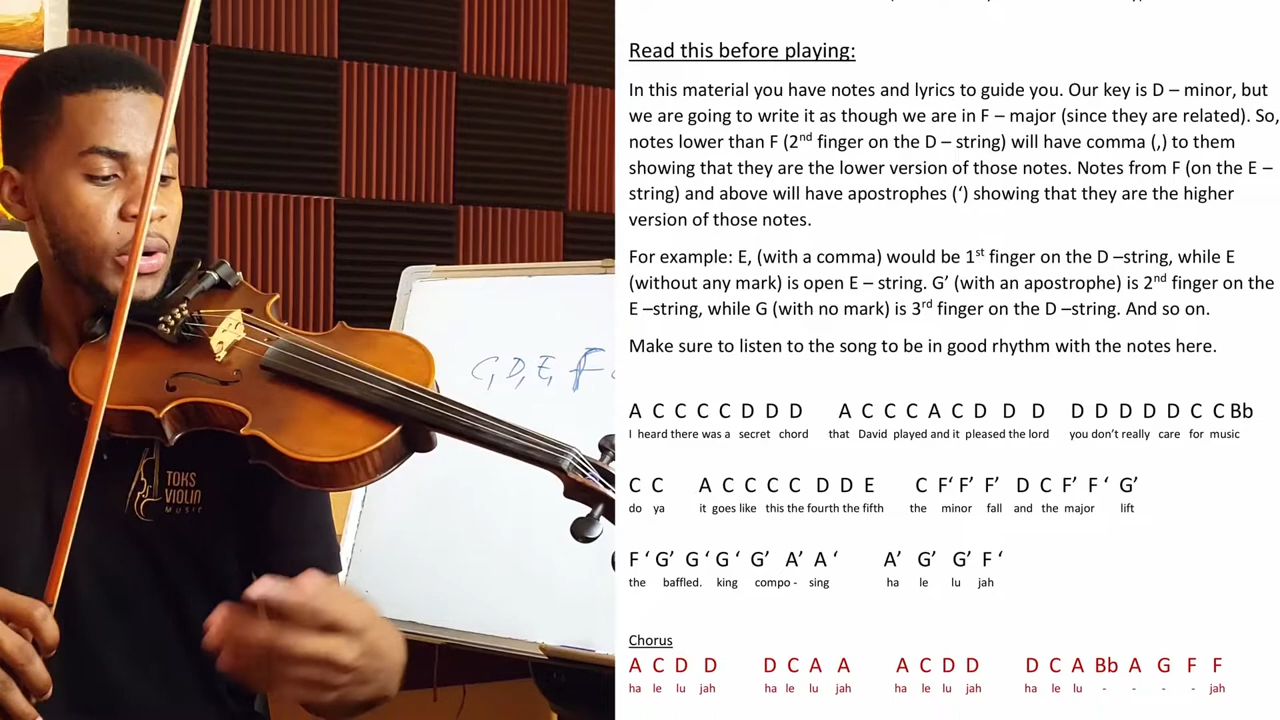 Read this before playing:
In this material you have notes and lyrics to guide you. Our key is D – minor, but
we are going to write it as though we are in F – major (since they are related). So,
notes lower than F (2nd finger on the D – string) will have comma (,) to them
showing that they are the lower version of those notes. Notes from F (on the E –
string) and above will have apostrophes (‘) showing that they are the higher
version of those notes.
For example: E, (with a comma) would be 1st finger on the D –string, while E
(without any mark) is open E – string. G’ (with an apostrophe) is 2nd finger on the
E –string, while G (with no mark) is 3rd finger on the D –string. And so on.
Make sure to listen to the song to be in good rhythm with the notes here.
A C C C C C D D D A C C C A C D D D D D D D D C C Bb
I heard there was a secret chord that David played and it pleased the lord you don’t really care for music
C C A C C C C D D E C F‘ F’ F’ D C F’ F ‘ G’
do ya it goes like this the fourth the fifth the minor fall and the major lift
F ‘ G’ G ‘ G ‘ G’ A’ A ‘ A’ G’ G’ F ‘
the baffled. king compo - sing ha le lu jah
Chorus
A C D D D C A A A C D D D C A Bb A G F F
ha le lu jah ha le lu jah ha le lu jah ha le lu - - - - jah
C, D, E, F
TOKS
VIOLIN
MUSIC